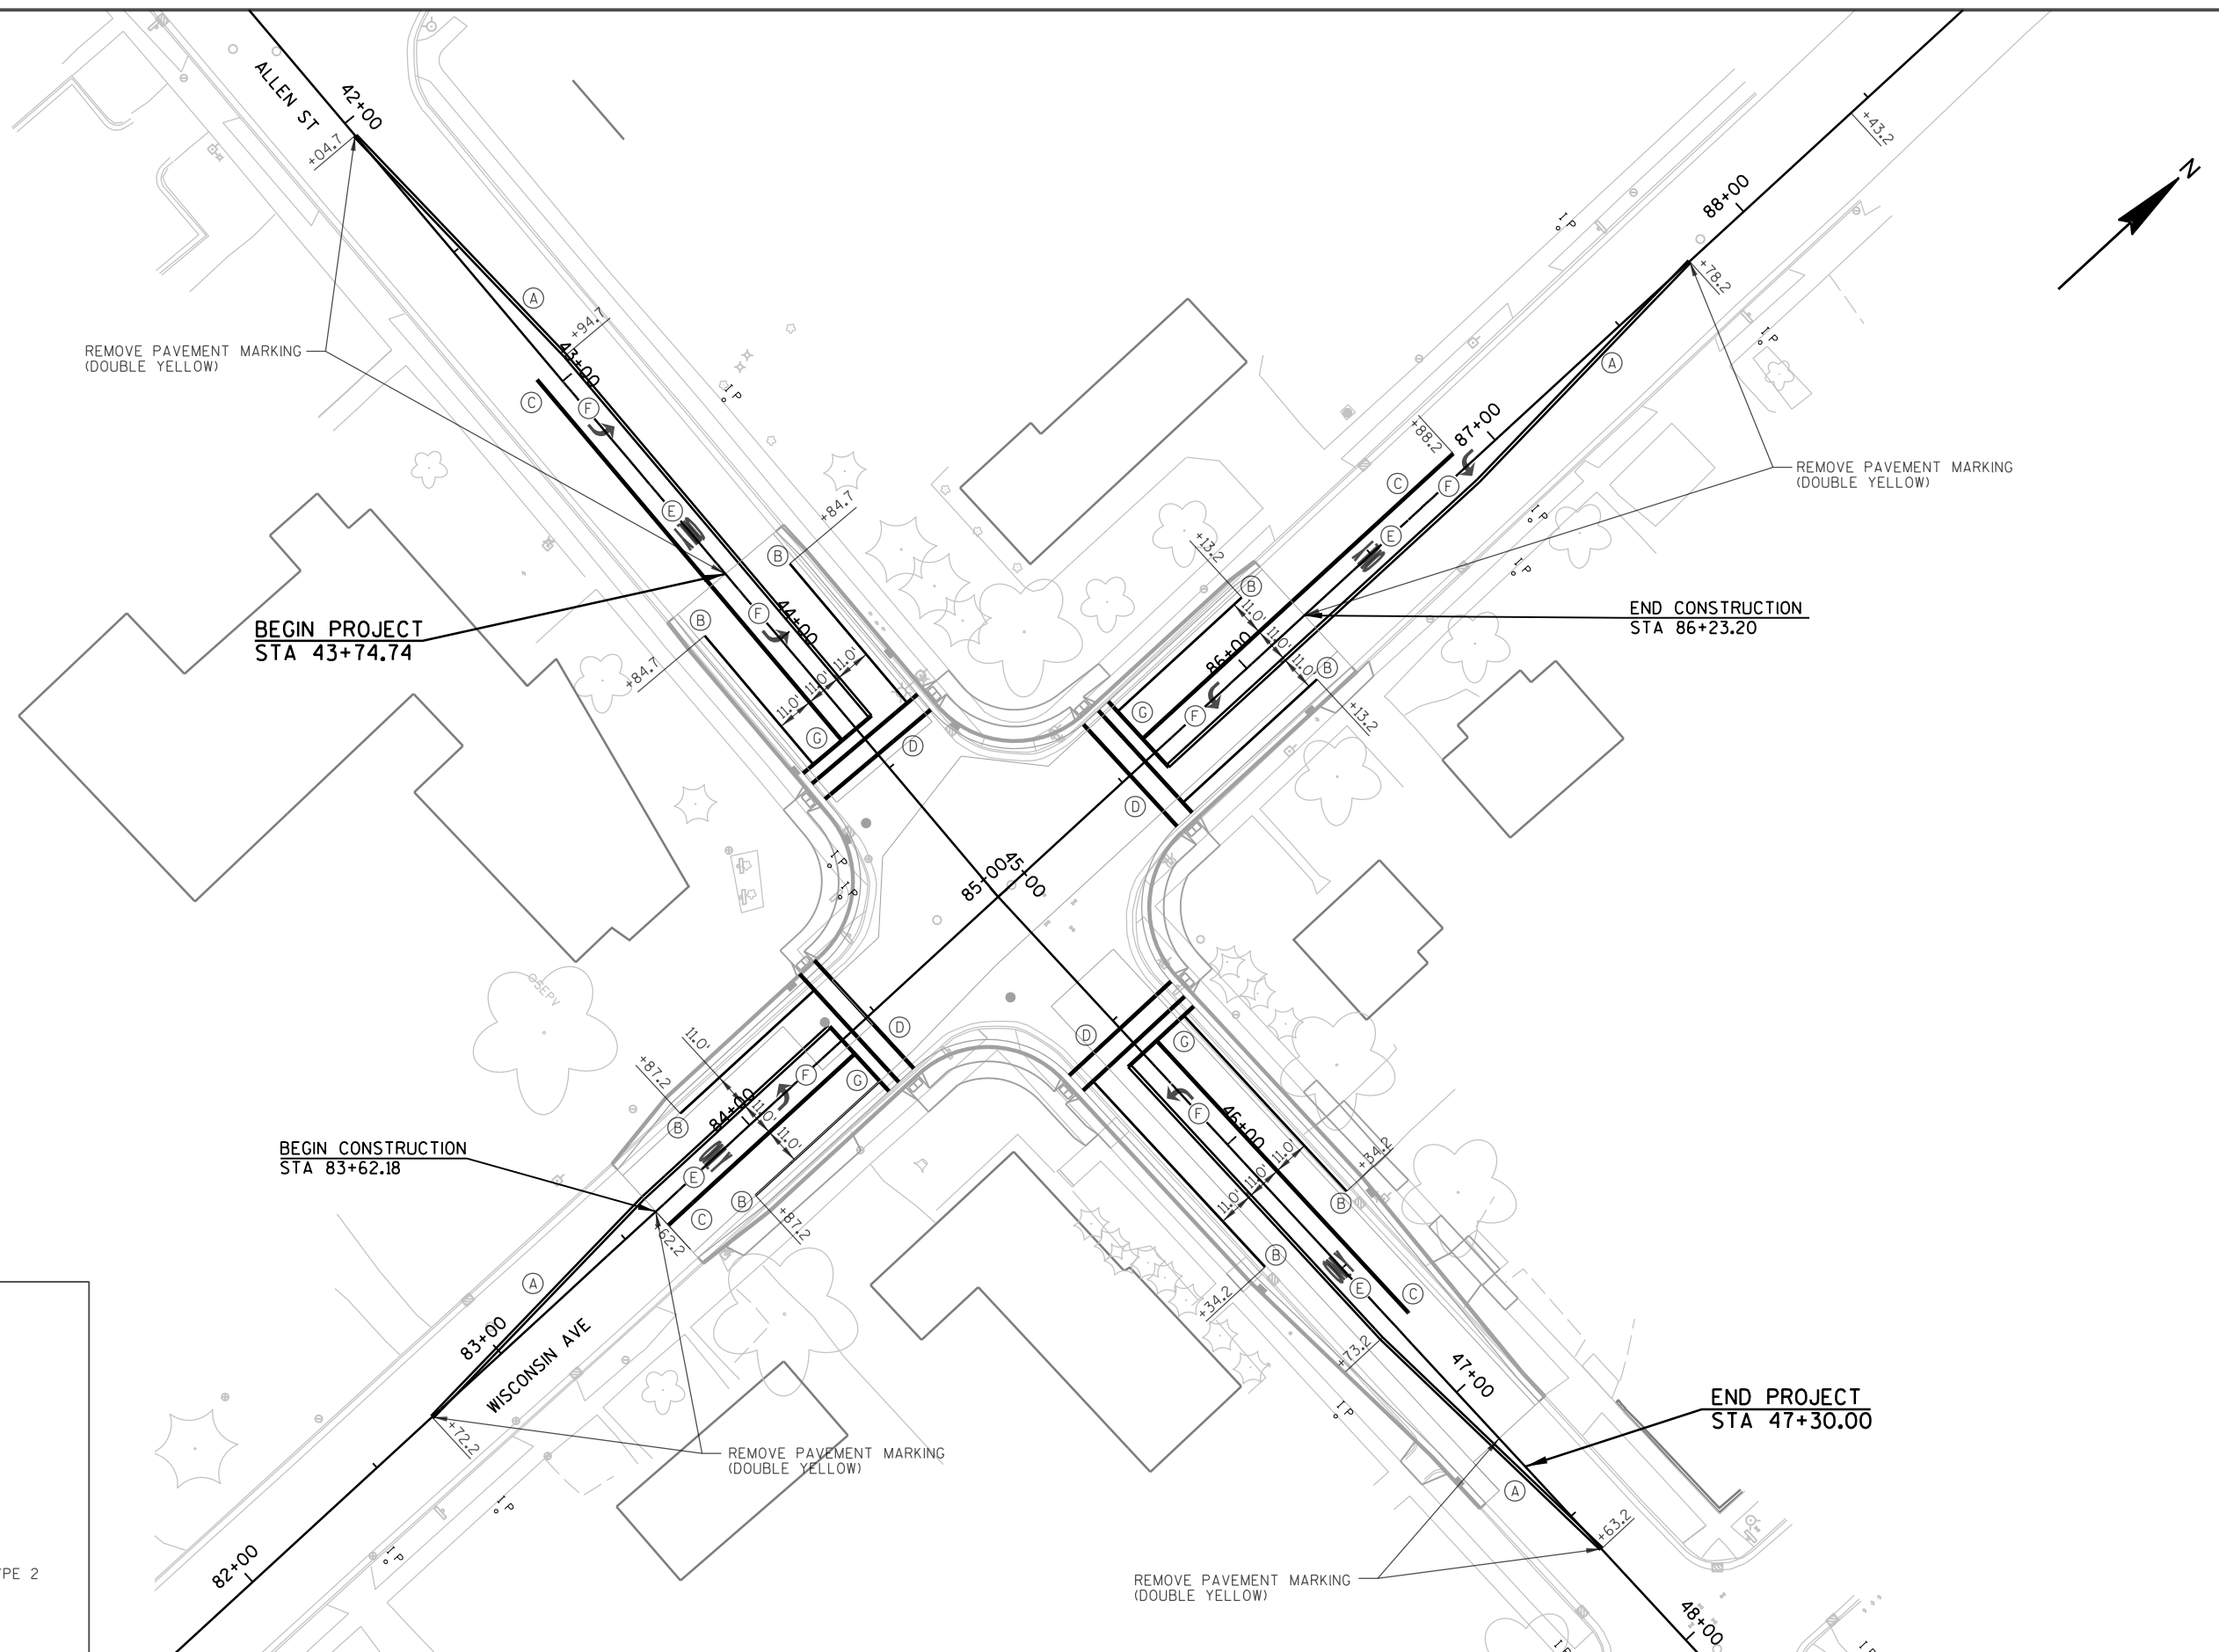 ALLEN ST
42+00
+04.7
N
+43.2
88+00
+78.2
I P
A
+94.7
43+00
REMOVE PAVEMENT MARKING
(DOUBLE YELLOW)
C
F
I P
I P
A
87+00
+88.2
C
F
REMOVE PAVEMENT MARKING
(DOUBLE YELLOW)
E
+84.7
B
I P
E
+13.2
I P
B
F
44+00
B
BEGIN PROJECT
STA 43+74.74
+84.7
11.0'
11.0'
11.0'
G
D
11.0'
11.0'
11.0'
86+00
B
END CONSTRUCTION
STA 86+23.20
+13.2
G
F
D
I P
I P
85+00
45+00
SEPV
D
D
G
11.0'
+87.2
B
84+00
F
G
11.0'
11.0'
F
46+00
BEGIN CONSTRUCTION
STA 83+62.18
E
B
C
+87.2
+62.2
11.0'
11.0'
11.0'
+34.2
B
B
+34.2
E
C
A
83+00
WISCONSIN AVE
+73.2
47+00
I P
END PROJECT
STA 47+30.00
+72.2
REMOVE PAVEMENT MARKING
(DOUBLE YELLOW)
A
I P
+63.2
I P
82+00
YPE 2
REMOVE PAVEMENT MARKING
(DOUBLE YELLOW)
48+00
I P
I P